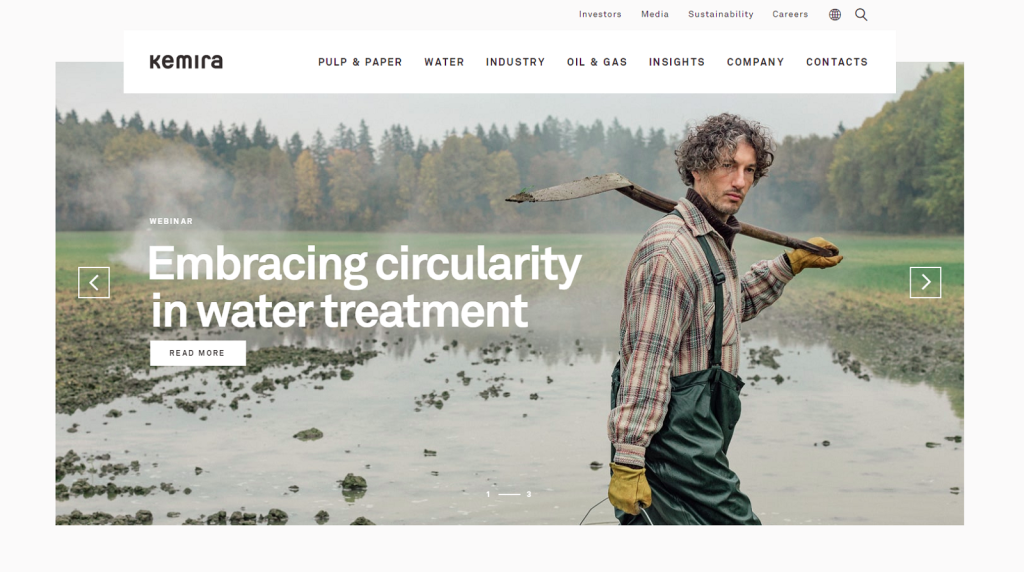 Investors Media Sustainability Careers
kemira
PULP & PAPER WATER INDUSTRY OIL & GAS INSIGHTS COMPANY CONTACTS
WEBINAR
Embracing circularity
in water treatment
READ MORE
1 3